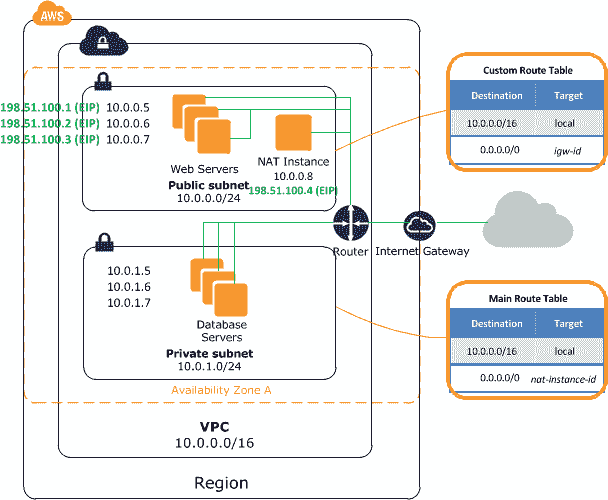 AWS
198.51.100.1 (EIP) 10.0.0.5
198.51.100.2 (EIP) 10.0.0.6
198.51.100.3 (EIP) 10.0.0.7
Web Servers
Public subnet
10.0.0.0/24
NAT Instance
10.0.0.8
198.51.100.4 (EIP)
Custom Route Table
Destination Target
10.0.0.0/16 local
0.0.0.0/0 igw-id
Router
Internet Gateway
10.0.1.5
10.0.1.6
10.0.1.7
Database
Servers
Private subnet
10.0.1.0/24
Main Route Table
Destination Target
10.0.0.0/16 local
0.0.0.0/0 nat-instance-id
Availability Zone A
VPC
10.0.0.0/16
Region